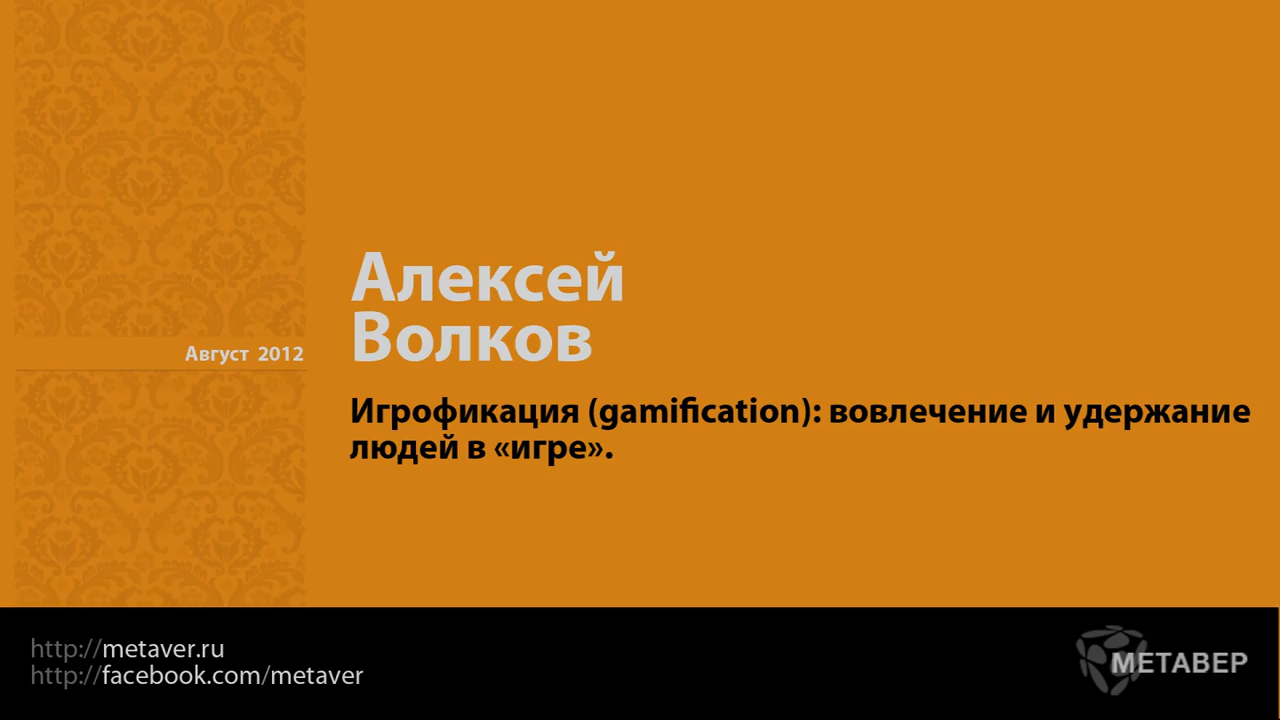 Алексей
Волков
Август 2012
Игрофикация (gamification): вовлечение и удержание
людей в «игре».
http://metaver.ru
http://facebook.com/metaver
МЕТАВЕР